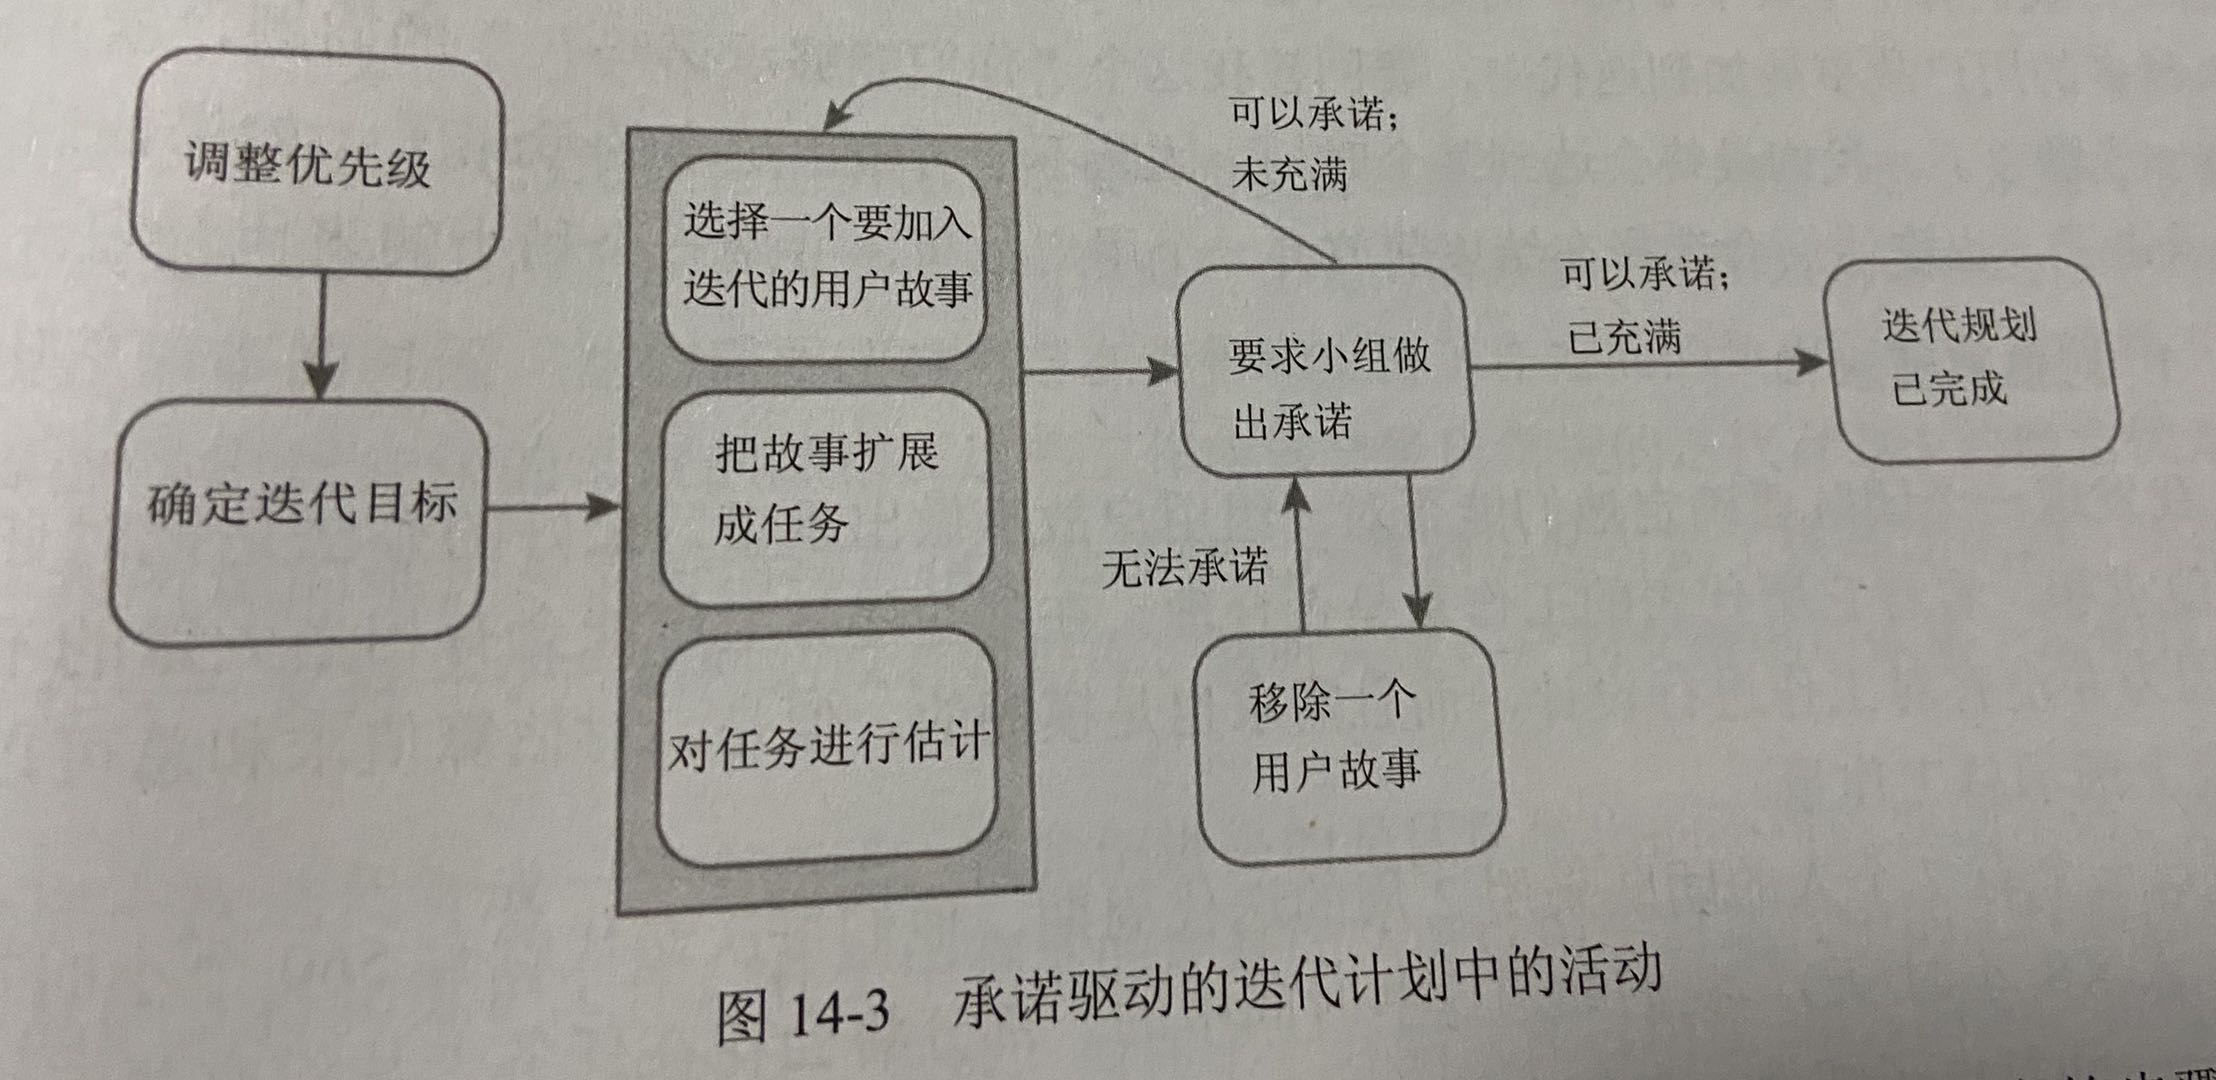 调整优先级
确定迭代目标
选择一个要加入
迭代的用户故事
把故事扩展
成任务
对任务进行估计
可以承诺;
未充满
要求小组做
出承诺
可以承诺;
已充满
迭代规划
已完成
无法承诺
移除一个
用户故事
图 14-3 承诺驱动的迭代计划中的活动